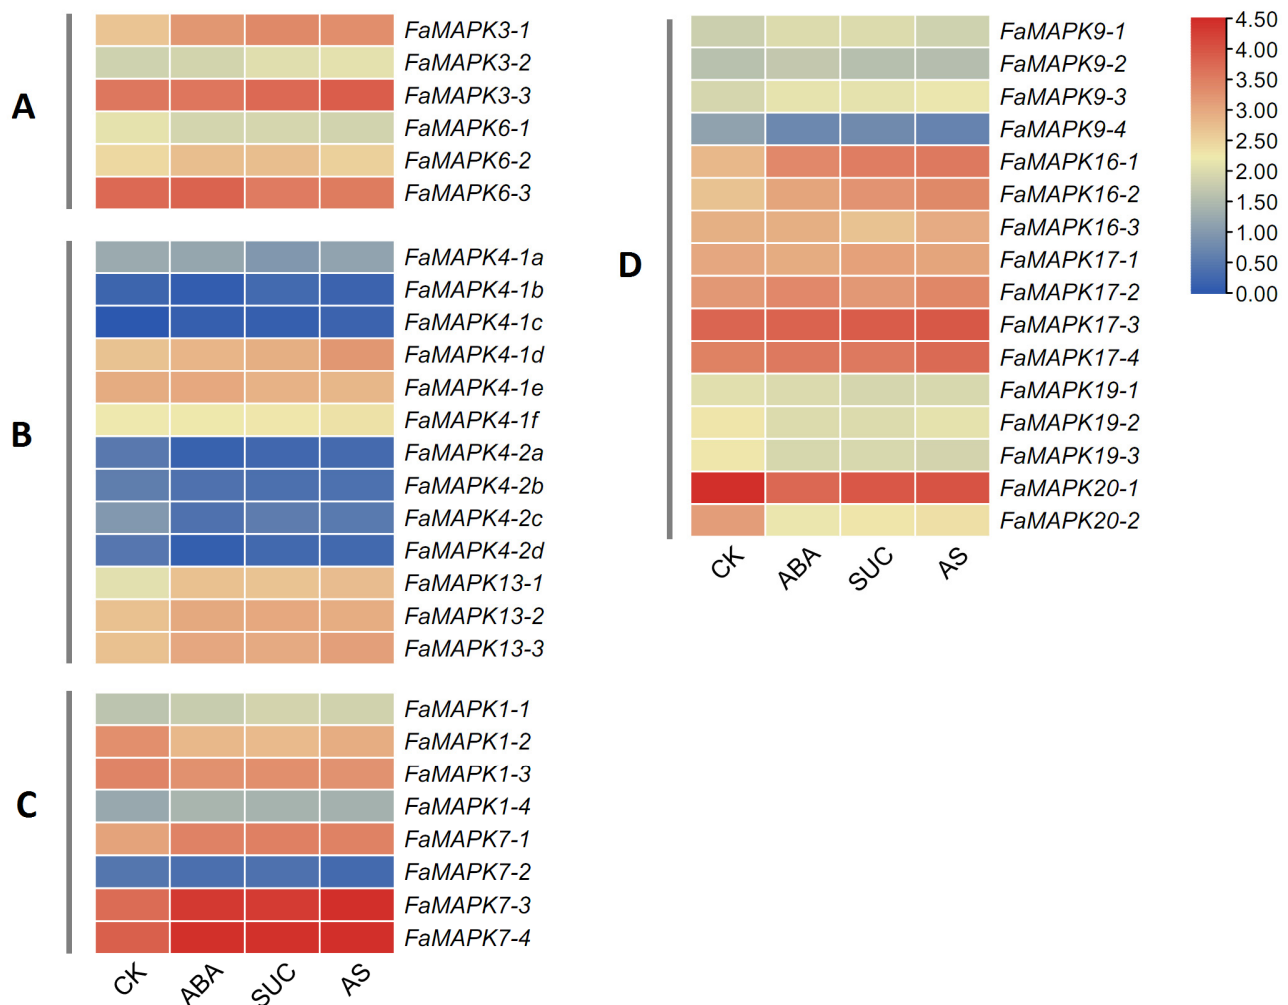 A
FaMAPK3-1
FaMAPK3-2
FaMAPK3-3
FaMAPK6-1
FaMAPK6-2
FaMAPK6-3
B
FaMAPK4-1a
FaMAPK4-1b
FaMAPK4-1c
FaMAPK4-1d
FaMAPK4-1e
FaMAPK4-1f
FaMAPK4-2a
FaMAPK4-2b
FaMAPK4-2c
FaMAPK4-2d
FaMAPK13-1
FaMAPK13-2
FaMAPK13-3
C
FaMAPK1-1
FaMAPK1-2
FaMAPK1-3
FaMAPK1-4
FaMAPK7-1
FaMAPK7-2
FaMAPK7-3
FaMAPK7-4
CK ABA SUC AS
D
FaMAPK9-1
FaMAPK9-2
FaMAPK9-3
FaMAPK9-4
FaMAPK16-1
FaMAPK16-2
FaMAPK16-3
FaMAPK17-1
FaMAPK17-2
FaMAPK17-3
FaMAPK17-4
FaMAPK19-1
FaMAPK19-2
FaMAPK19-3
FaMAPK20-1
FaMAPK20-2
CK ABA SUC AS
4.50
4.00
3.50
3.00
2.50
2.00
1.50
1.00
0.50
0.00